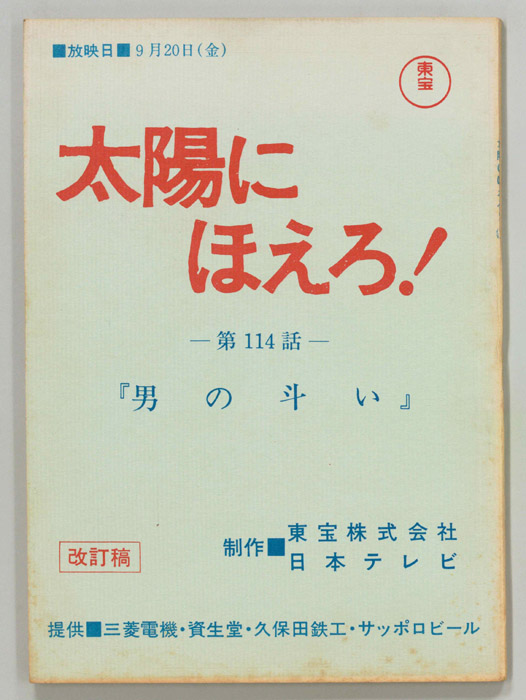 ■放映日■9月20日(金)
東宝
太陽に
ほえろ!
—第114話—
『男の斗い』
改訂稿
制作■東宝株式会社
日本テレビ
提供■三菱電機・資生堂・久保田鉄工・サッポロビール